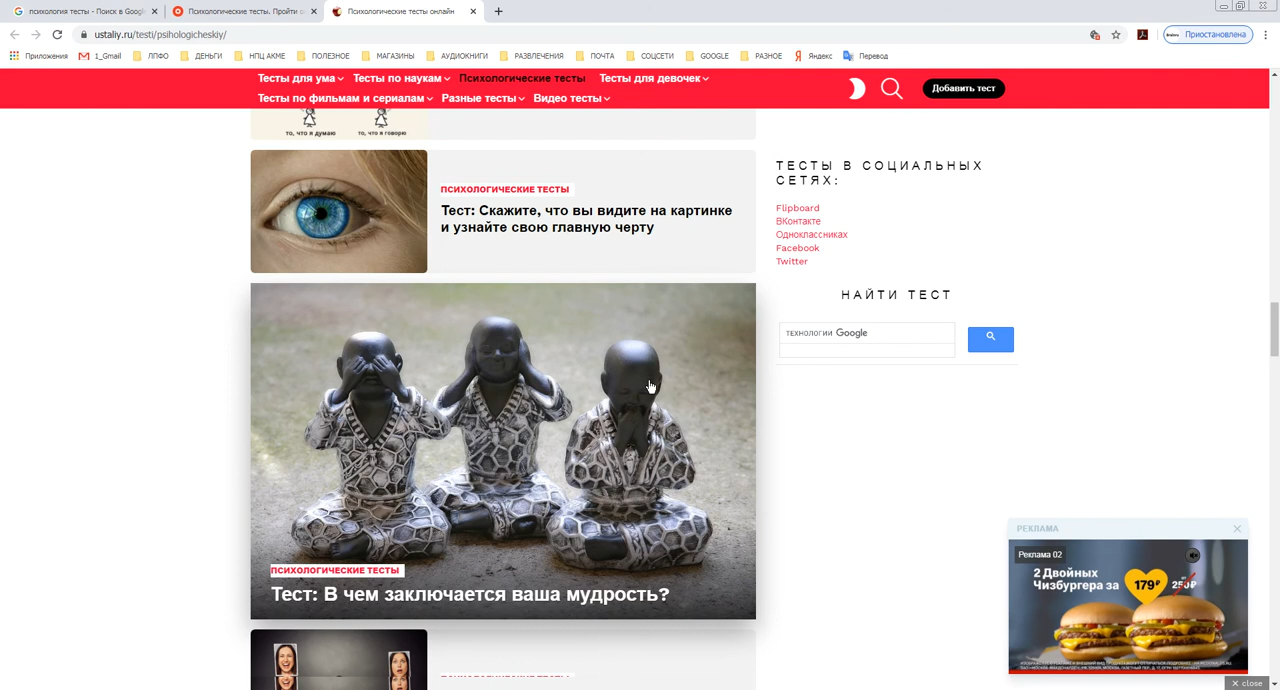 психология тесты - Поиск в Googl
Психологические тесты. Пройти о
Психологические тесты онлайн
ustaliy.ru/testi/psihologicheskiy/
Приостановлена
Приложения
1_Gmail
ЛПФО
ДЕНЬГИ
НПЦ АКМЕ
ПОЛЕЗНОЕ
МАГАЗИНЫ
АУДИОКНИГИ
РАЗВЛЕЧЕНИЯ
ПОЧТА
СОЦСЕТИ
GOOGLE
РАЗНОЕ
Яндекс
Перевод
Тесты для ума
Тесты по наукам
Психологические тесты
Тесты для девочек
Тесты по фильмам и сериалам
Разные тесты
Видео тесты
Добавить тест
то, что я думаю
то, что я говорю
ПСИХОЛОГИЧЕСКИЕ ТЕСТЫ
Тест: Скажите, что вы видите на картинке
и узнайте свою главную черту
ПСИХОЛОГИЧЕСКИЕ ТЕСТЫ
Тест: В чем заключается ваша мудрость?
ТЕСТЫ В СОЦИАЛЬНЫХ
СЕТЯХ:
Flipboard
ВКонтакте
Одноклассниках
Facebook
Twitter
НАЙТИ ТЕСТ
ТЕХНОЛОГИИ Google
РЕКЛАМА
Реклама 02
2 Двойных
Чизбургера за
179₽
250₽
close